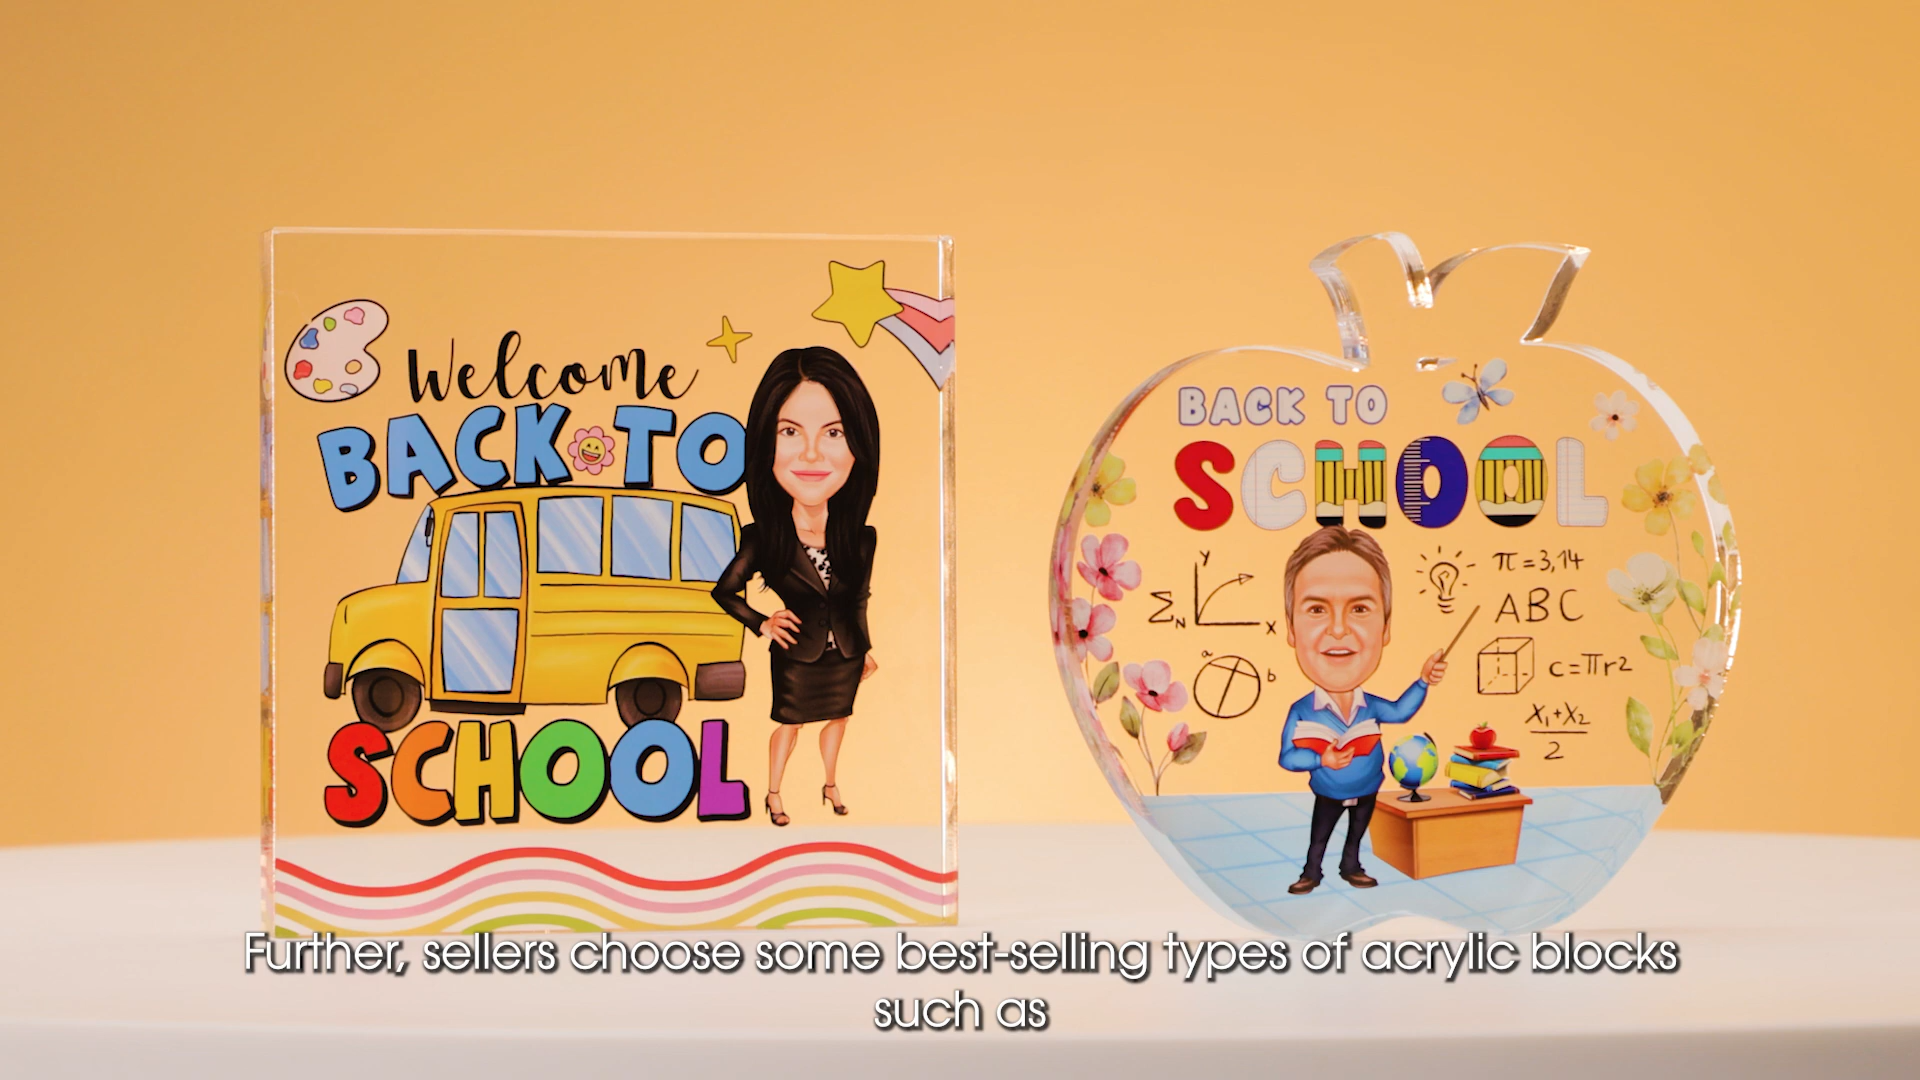 Welcome
BACK TO
SCHOOL
BACK TO
SCHOOL
Y
Σ N
X
a
b
π = 3,14
ABC
c=πr2
X₁+X₂
2
Further, sellers choose some best-selling types of acrylic blocks
such as